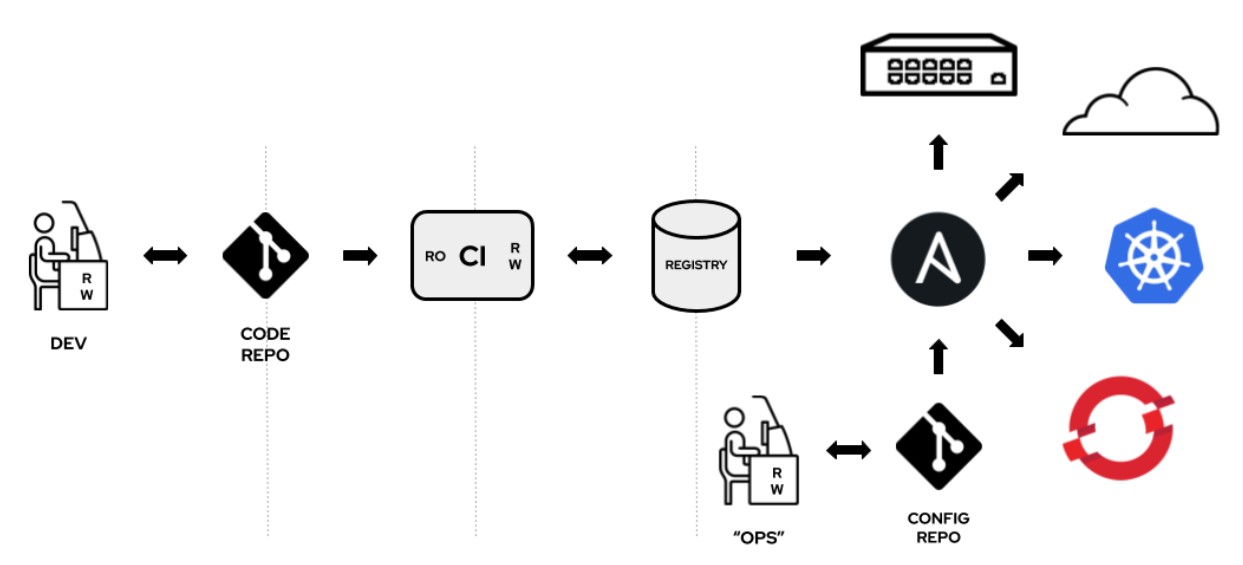 R
W
DEV
CODE
REPO
RO
CI
R
W
REGISTRY
R
W
"OPS"
CONFIG
REPO